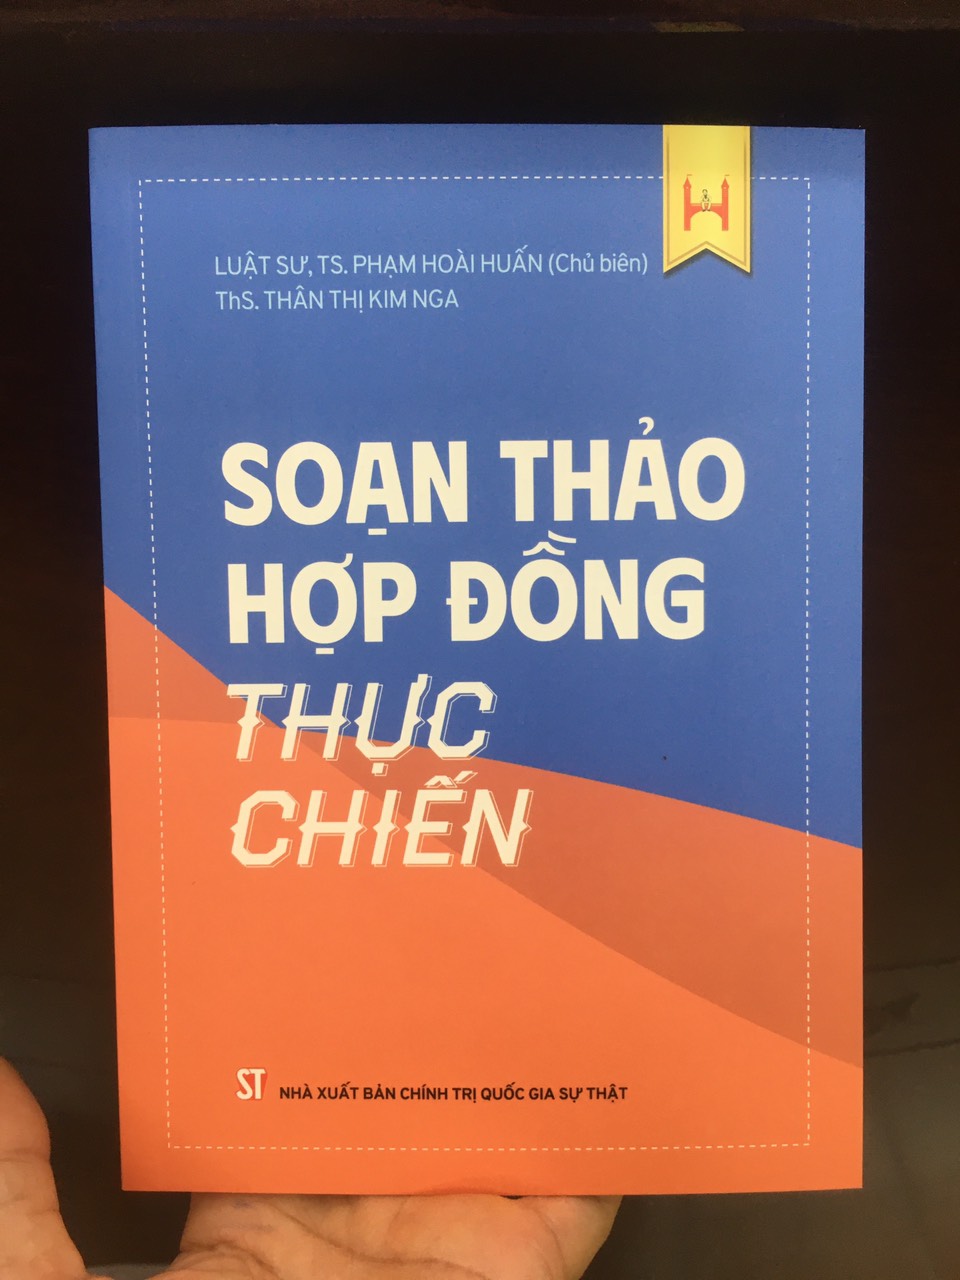 LUẬT SƯ, TS. PHẠM HOÀI HUẤN (Chủ biên)
ThS. THÂN THỊ KIM NGA
SOẠN THẢO
HỢP ĐỒNG
THỰC
CHIẾN
ST NHÀ XUẤT BẢN CHÍNH TRỊ QUỐC GIA SỰ THẬT